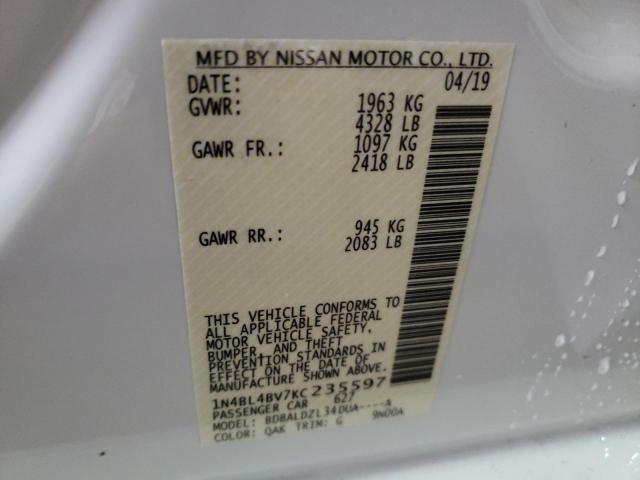 MFD BY NISSAN MOTOR CO., LTD.
DATE: 04/19
GVWR: 1963 KG
4328 LB
GAWR FR.: 1097 KG
2418 LB
GAWR RR.: 945 KG
2083 LB
THIS VEHICLE CONFORMS TO
ALL APPLICABLE FEDERAL
MOTOR VEHICLE SAFETY,
BUMPER, AND THEFT
PREVENTION STANDARDS IN
EFFECT ON THE DATE OF
MANUFACTURE SHOWN ABOVE.
1N4BL4BV7KC235597
PASSENGER CAR 627
MODEL: BDBALDZL34DUA----A
COLOR: QAK TRIM: G 9N00A